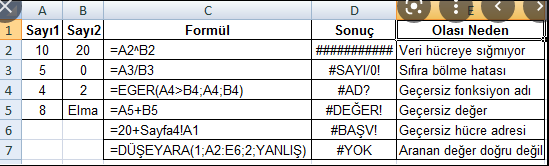 A B C D E
1 Sayı1 Sayı2 Formül Sonuç Olası Neden
2 10 20 =A2^B2 ########### Veri hücreye sığmıyor
3 5 0 =A3/B3 #SAYI/0! Sıfıra bölme hatası
4 4 2 =EGER(A4>B4;A4;B4) #AD? Geçersiz fonksiyon adı
5 8 Elma =A5+B5 #DEĞER! Geçersiz değer
6 =20+Sayfa4!A1 #BAŞV! Geçersiz hücre adresi
7 =DÜŞEYARA(1;A2:E6;2;YANLIŞ) #YOK Aranan değer doğru değil